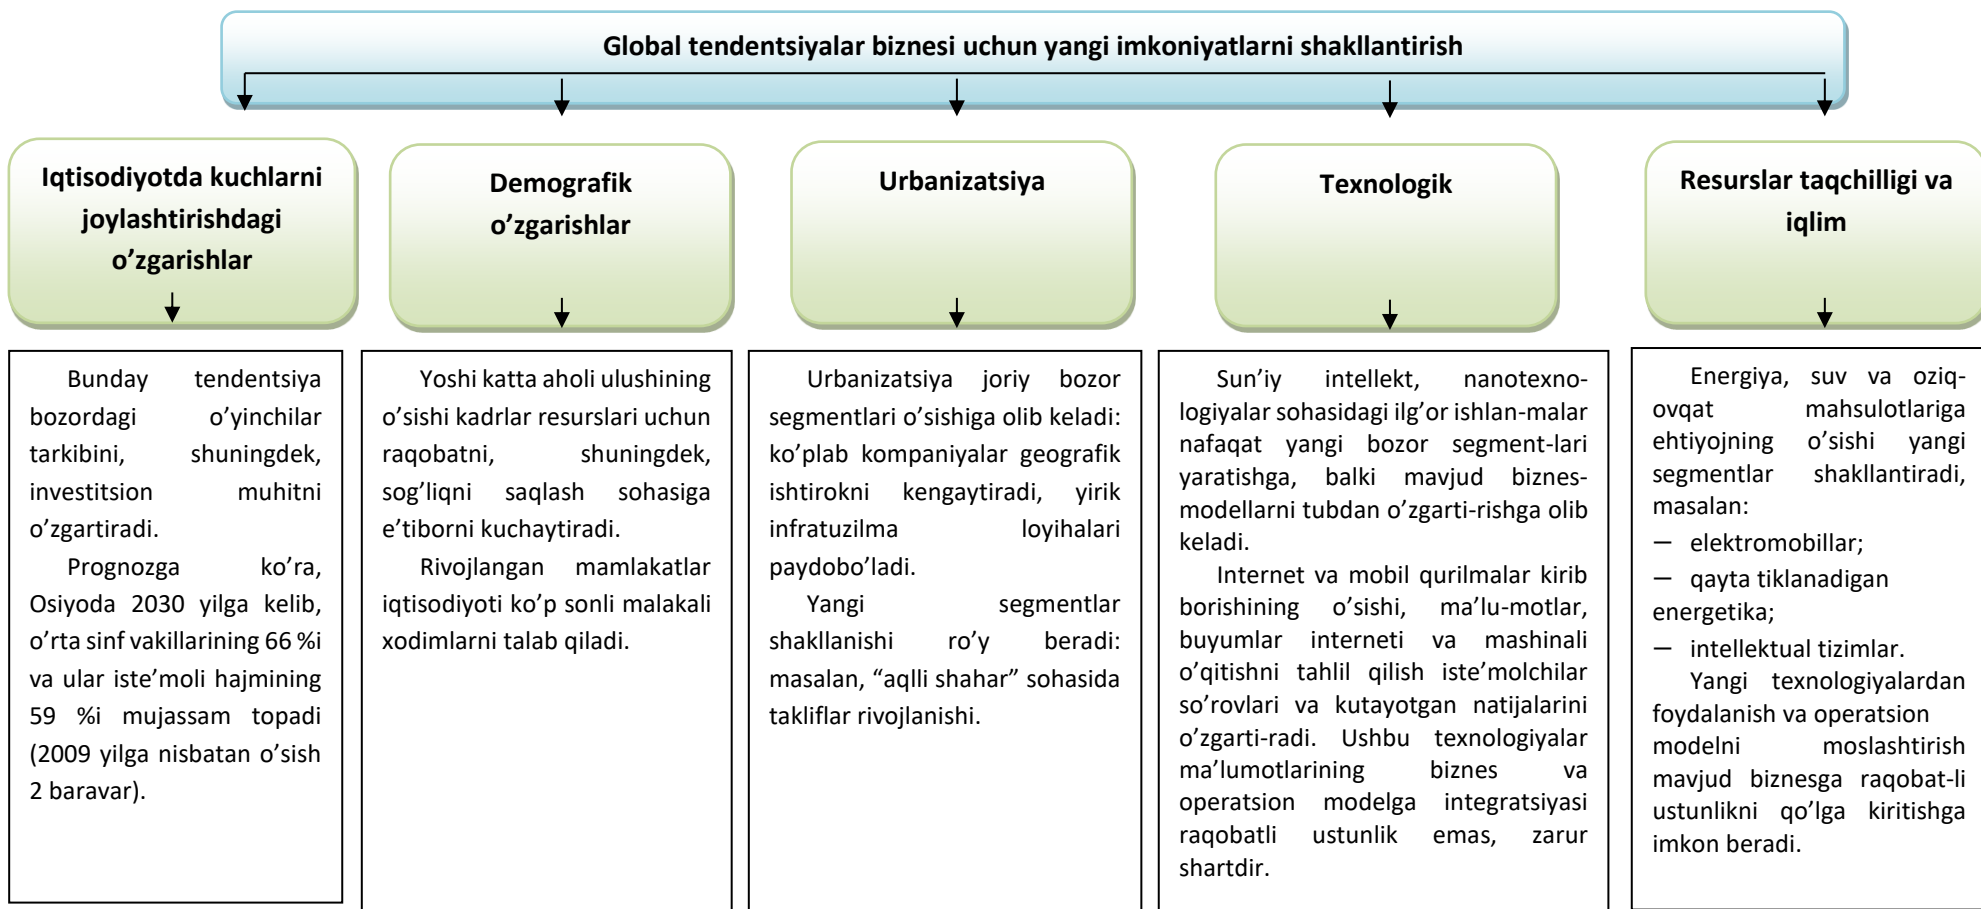 Global tendentsiyalar biznesi uchun yangi imkoniyatlarni shakllantirish
Iqtisodiyotda kuchlarni
joylashtirishdagi
o’zgarishlar
Demografik
o’zgarishlar
Urbanizatsiya
Texnologik
Resurslar taqchilligi va
iqlim
Bunday tendentsiya
bozordagi o’yinchilar
tarkibini, shuningdek,
investitsion muhitni
o’zgartiradi.
Prognozga ko’ra,
Osiyoda 2030 yilga kelib,
o’rta sinf vakillarining 66 %i
va ular iste’moli hajmining
59 %i mujassam topadi
(2009 yilga nisbatan o’sish
2 baravar).
Yoshi katta aholi ulushining
o’sishi kadrlar resurslari uchun
raqobatni, shuningdek,
sog’liqni saqlash sohasiga
e’tiborni kuchaytiradi.
Rivojlangan mamlakatlar
iqtisodiyoti ko’p sonli malakali
xodimlarni talab qiladi.
Urbanizatsiya joriy bozor
segmentlari o’sishiga olib keladi:
ko’plab kompaniyalar geografik
ishtirokni kengaytiradi, yirik
infratuzilma loyihalari
paydobo’ladi.
Yangi segmentlar
shakllanishi ro’y beradi:
masalan, “aqlli shahar” sohasida
takliflar rivojlanishi.
Sun’iy intellekt, nanotexno-
logiyalar sohasidagi ilg’or ishlan-malar
nafaqat yangi bozor segment-lari
yaratishga, balki mavjud biznes-
modellarni tubdan o’zgarti-rishga olib
keladi.
Internet va mobil qurilmalar kirib
borishining o’sishi, ma’lu-motlar,
buyumlar interneti va mashinali
o’qitishni tahlil qilish iste’molchilar
so’rovlari va kutayotgan natijalarini
o’zgarti-radi. Ushbu texnologiyalar
ma’lumotlarining biznes va
operatsion modelga integratsiyasi
raqobatli ustunlik emas, zarur
shartdir.
Energiya, suv va oziq-
ovqat mahsulotlariga
ehtiyojning o’sishi yangi
segmentlar shakllantiradi,
masalan:
— elektromobillar;
— qayta tiklanadigan
energetika;
— intellektual tizimlar.
Yangi texnologiyalardan
foydalanish va operatsion
modelni moslashtirish
mavjud biznesga raqobat-li
ustunlikni qo’lga kiritishga
imkon beradi.